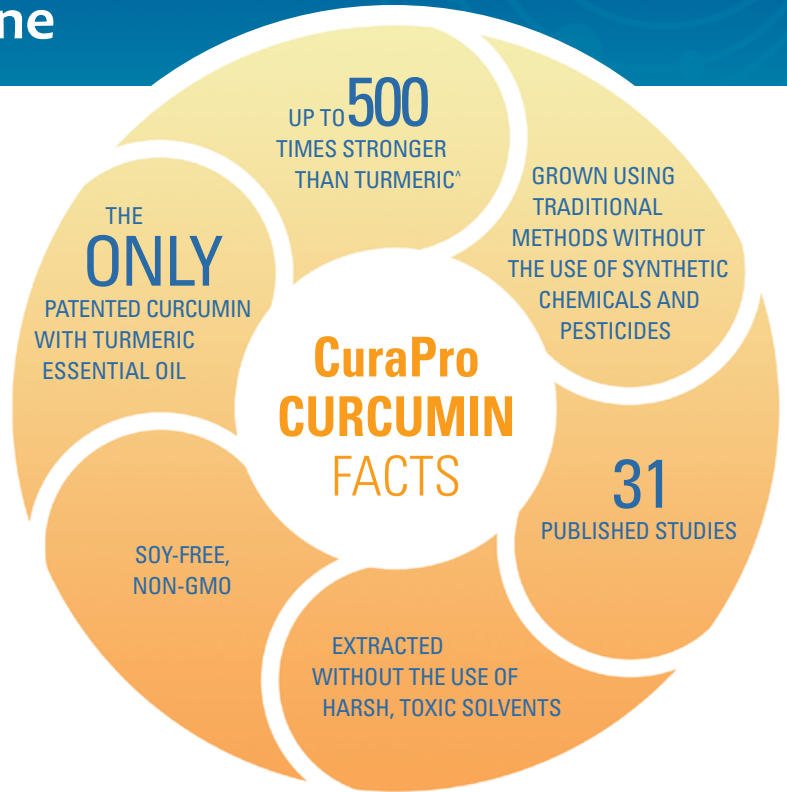 ne
UP TO 500
TIMES STRONGER
THAN TURMERIC^
GROWN USING
TRADITIONAL
METHODS WITHOUT
THE USE OF SYNTHETIC
CHEMICALS AND
PESTICIDES
31
PUBLISHED STUDIES
EXTRACTED
WITHOUT THE USE OF
HARSH, TOXIC SOLVENTS
SOY-FREE,
NON-GMO
THE
ONLY
PATENTED CURCUMIN
WITH TURMERIC
ESSENTIAL OIL
CuraPro
CURCUMIN
FACTS